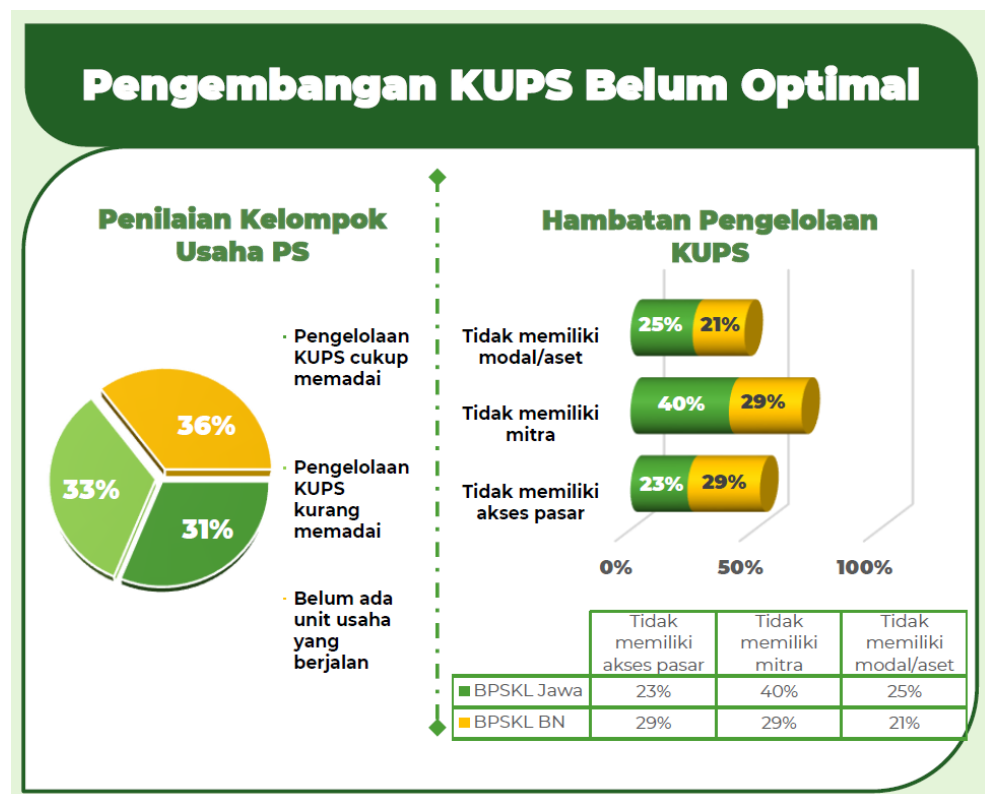 Pengembangan KUPS Belum Optimal
Penilaian Kelompok
Usaha PS
36%
33%
31%
Pengelolaan
KUPS cukup
memadai
Pengelolaan
KUPS
kurang
memadai
Belum ada
unit usaha
yang
berjalan
Hambatan Pengelolaan
KUPS
Tidak memiliki
modal/aset
25% 21%
Tidak memiliki
mitra
40% 29%
Tidak memiliki
akses pasar
23% 29%
0% 50% 100%
Tidak memiliki akses pasar Tidak memiliki mitra Tidak memiliki modal/aset
BPSKL Jawa 23% 40% 25%
BPSKL BN 29% 29% 21%